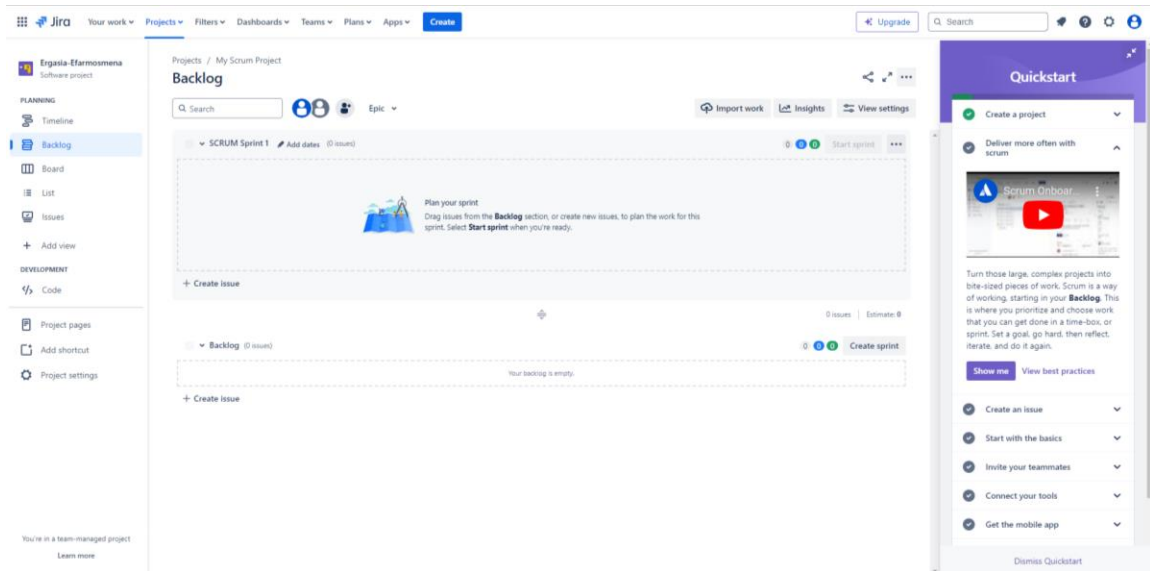 Jira
Your work
Projects
Filters
Dashboards
Teams
Plans
Apps
Create
Upgrade
Search
Ergasia-Efarmosmena
Software project
PLANNING
Timeline
Backlog
Board
List
Issues
Add view
DEVELOPMENT
Code
Project pages
Add shortcut
Project settings
You're in a team-managed project
Learn more
Projects / My Scrum Project
Backlog
Search
Epic
Import work
Insights
View settings
SCRUM Sprint 1 Add dates (0 issues)
0 0 0 Start sprint
Plan your sprint
Drag issues from the Backlog section, or create new issues, to plan the work for this
sprint. Select Start sprint when you're ready.
+ Create issue
0 issues | Estimate: 0
Backlog (0 issues)
0 0 0 Create sprint
Your backlog is empty.
+ Create issue
Quickstart
Create a project
Deliver more often with
scrum
Scrum Onboar...
Turn those large, complex projects into
bite-sized pieces of work. Scrum is a way
of working, starting in your Backlog. This
is where you prioritize and choose work
that you can get done in a time-box, or
sprint. Set a goal, go hard, then reflect,
iterate, and do it again.
Show me View best practices
Create an issue
Start with the basics
Invite your teammates
Connect your tools
Get the mobile app
Dismiss Quickstart